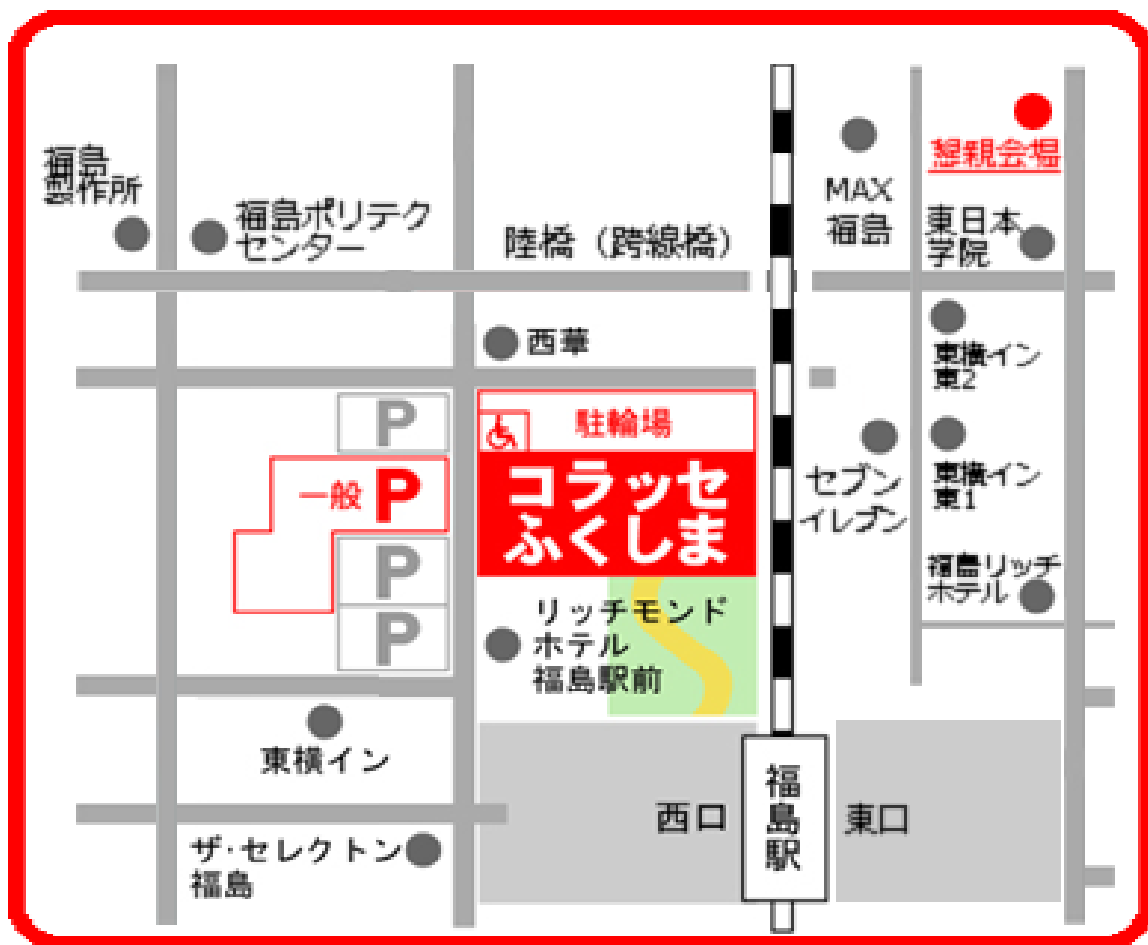 懇親会場
福島
製作所
福島ポリテク
センター
陸橋（跨線橋）
MAX
福島
東日本
学院
西華
東横イン
東2
P
駐輪場
一般 P
コラッセ
ふくしま
セブン
イレブン
東横イン
東1
P
P
リッチモンド
ホテル
福島駅前
福島リッチ
ホテル
東横イン
西口
福島駅
東口
ザ・セレクトン
福島